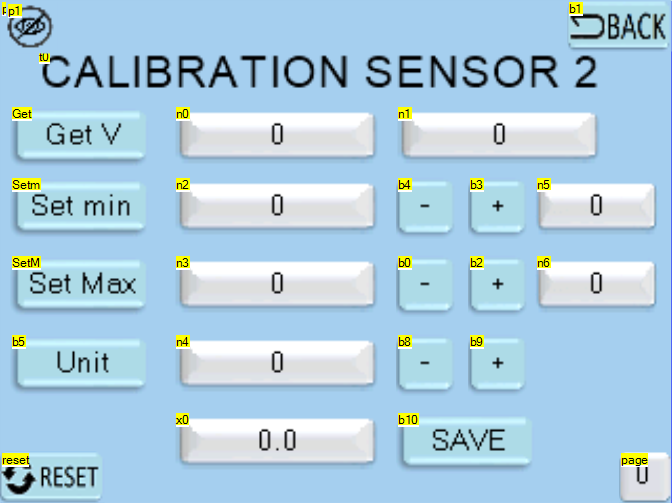 p1
b1
BACK
t0
CALIBRATION SENSOR 2
Get n0 n1
Get V 0 0
Setm n2 b4 b3 n5
Set min 0 - + 0
SetM n3 b0 b2 n6
Set Max 0 - + 0
b5 n4 b8 b9
Unit 0 - +
x0 b10
0.0 SAVE
reset page
RESET 0